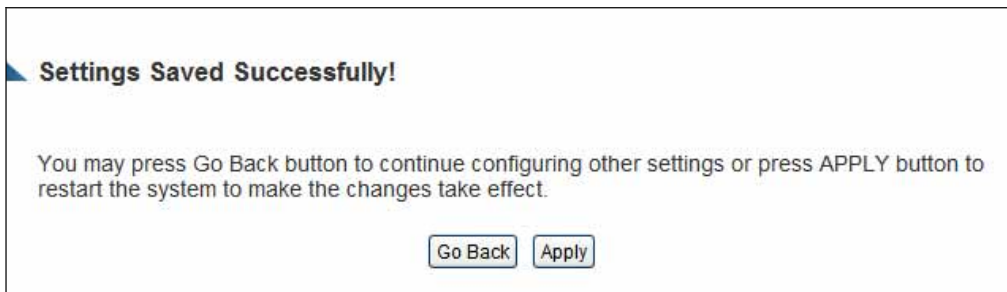 Settings Saved Successfully!
You may press Go Back button to continue configuring other settings or press APPLY button to
restart the system to make the changes take effect.
Go Back Apply